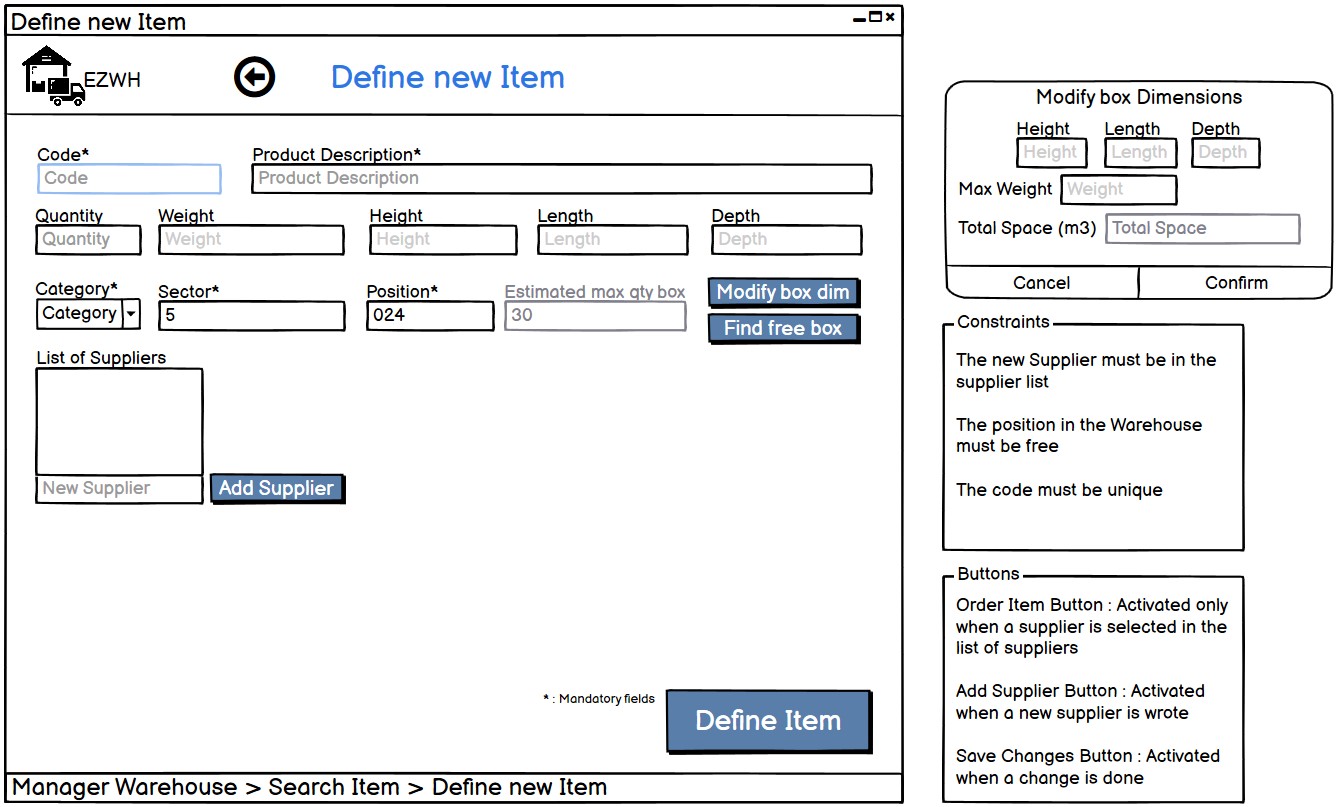 Define new Item
EZWH
Define new Item
Code*
Product Description*
Code
Product Description
Quantity
Weight
Height
Length
Depth
Quantity
Weight
Height
Length
Depth
Category*
Sector*
Position*
Estimated max qty box
Modify box dim
Category
5
024
30
Find free box
List of Suppliers
New Supplier
Add Supplier
* : Mandatory fields
Define Item
Manager Warehouse > Search Item > Define new Item
Modify box Dimensions
Height
Length
Depth
Height
Length
Depth
Max Weight
Weight
Total Space (m3)
Total Space
Cancel
Confirm
Constraints
The new Supplier must be in the
supplier list
The position in the Warehouse
must be free
The code must be unique
Buttons
Order Item Button : Activated only
when a supplier is selected in the
list of suppliers
Add Supplier Button : Activated
when a new supplier is wrote
Save Changes Button : Activated
when a change is done